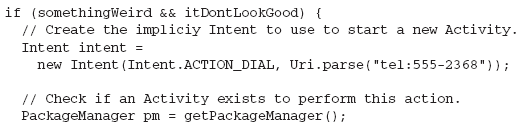 if (somethingWeird && itDontLookGood) {
  // Create the impliciy Intent to use to start a new Activity.
  Intent intent =
    new Intent(Intent.ACTION_DIAL, Uri.parse("tel:555-2368"));

  // Check if an Activity exists to perform this action.
  PackageManager pm = getPackageManager();